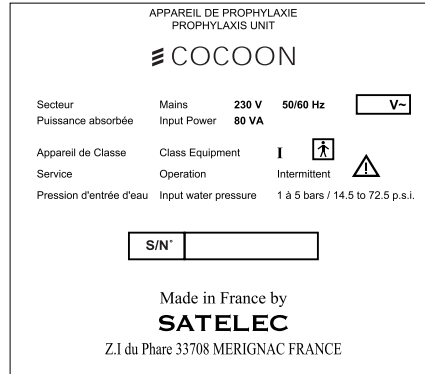 APPAREIL DE PROPHYLAXIE
PROPHYLAXIS UNIT
COCOON
Secteur Mains 230 V 50/60 Hz V~
Puissance absorbée Input Power 80 VA
Appareil de Classe Class Equipment I
Service Operation Intermittent
Pression d'entrée d'eau Input water pressure 1 à 5 bars / 14.5 to 72.5 p.s.i.
S/N°
Made in France by
SATELEC
Z.I du Phare 33708 MERIGNAC FRANCE